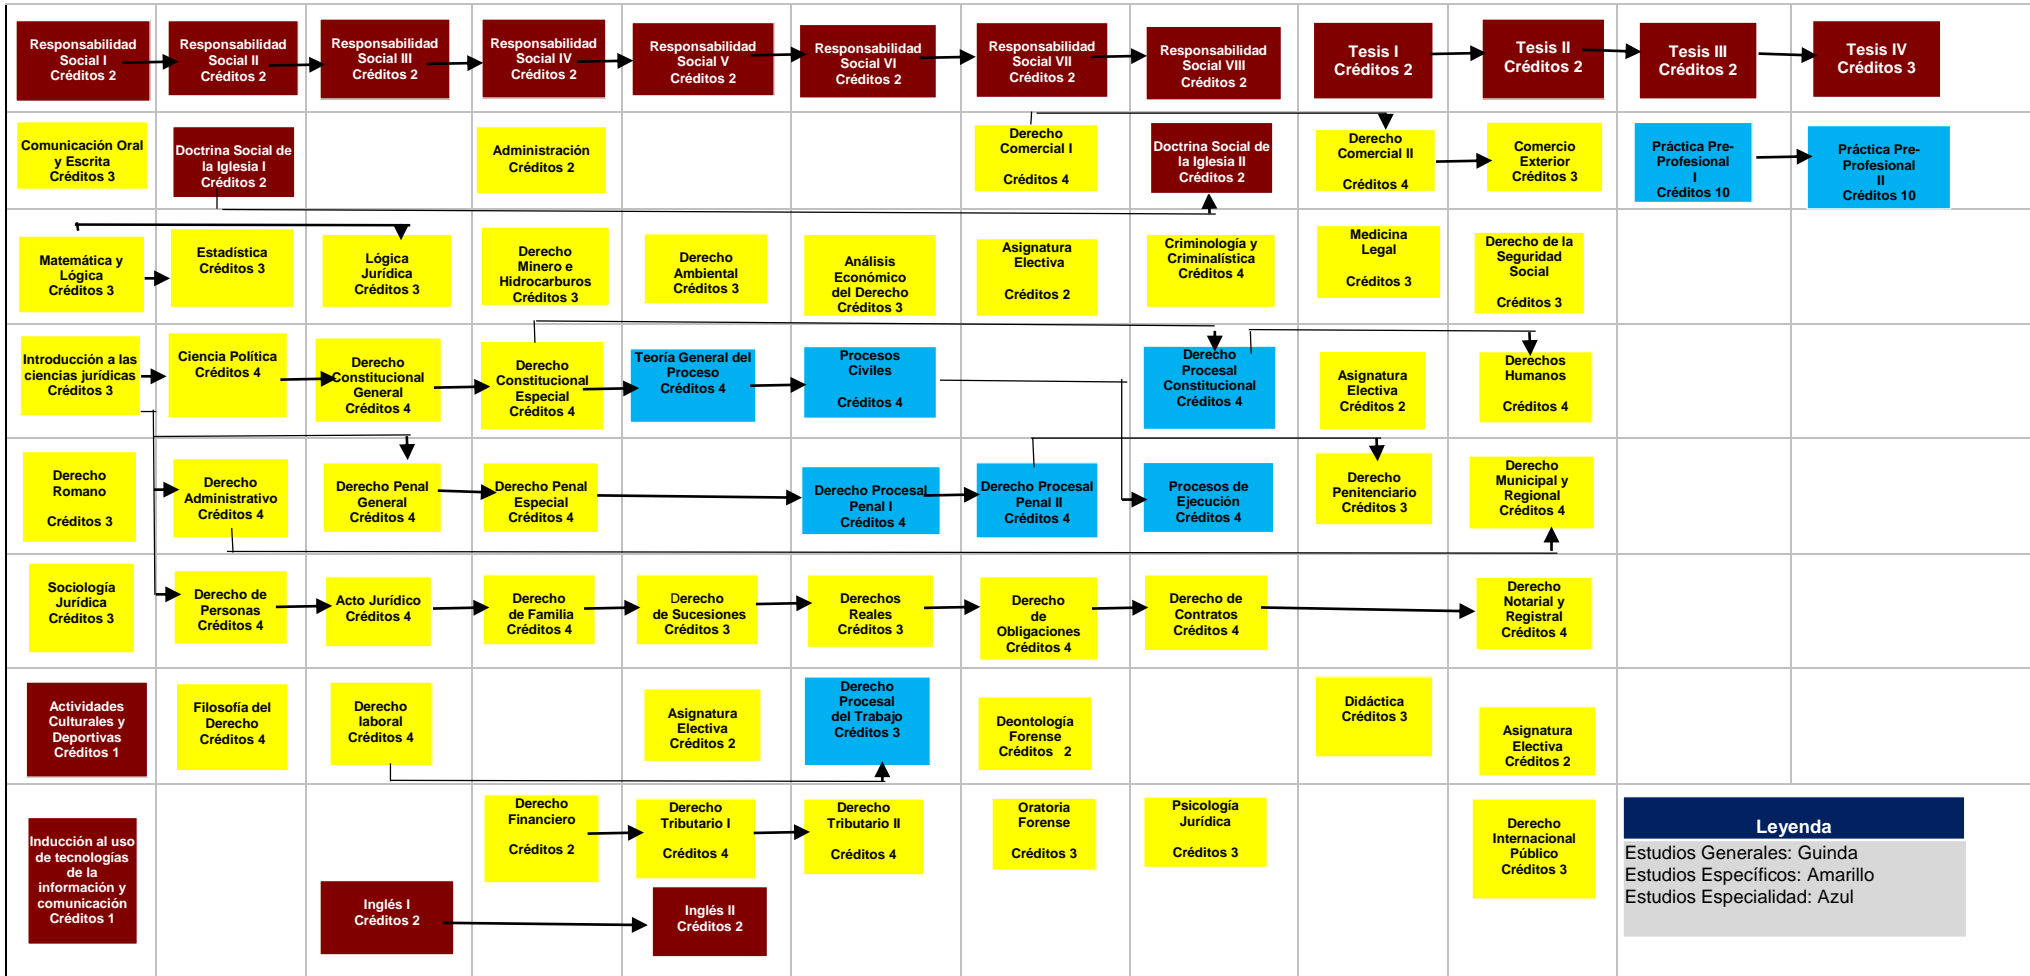 Responsabilidad
Social I
Créditos 2
Responsabilidad
Social II
Créditos 2
Responsabilidad
Social III
Créditos 2
Responsabilidad
Social IV
Créditos 2
Responsabilidad
Social V
Créditos 2
Responsabilidad
Social VI
Créditos 2
Responsabilidad
Social VII
Créditos 2
Responsabilidad
Social VIII
Créditos 2
Tesis I
Créditos 2
Tesis II
Créditos 2
Tesis III
Créditos 2
Tesis IV
Créditos 3
Comunicación Oral
y Escrita
Créditos 3
Doctrina Social de
la Iglesia I
Créditos 2
Administración
Créditos 2
Derecho
Comercial I
Créditos 4
Doctrina Social de
la Iglesia II
Créditos 2
Derecho
Comercial II
Créditos 4
Comercio
Exterior
Créditos 3
Práctica Pre-
Profesional
I
Créditos 10
Práctica Pre-
Profesional
II
Créditos 10
Matemática y
Lógica
Créditos 3
Estadística
Créditos 3
Lógica
Jurídica
Créditos 3
Derecho
Minero e
Hidrocarburos
Créditos 3
Derecho
Ambiental
Créditos 3
Análisis
Económico
del Derecho
Créditos 3
Asignatura
Electiva
Créditos 2
Criminología y
Criminalística
Créditos 4
Medicina
Legal
Créditos 3
Derecho de la
Seguridad
Social
Créditos 3
Introducción a las
ciencias jurídicas
Créditos 3
Ciencia Política
Créditos 4
Derecho
Constitucional
General
Créditos 4
Derecho
Constitucional
Especial
Créditos 4
Teoría General del
Proceso
Créditos 4
Procesos
Civiles
Créditos 4
Derecho
Procesal
Constitucional
Créditos 4
Asignatura
Electiva
Créditos 2
Derechos
Humanos
Créditos 4
Derecho
Romano
Créditos 3
Derecho
Administrativo
Créditos 4
Derecho Penal
General
Créditos 4
Derecho Penal
Especial
Créditos 4
Derecho Procesal
Penal I
Créditos 4
Derecho Procesal
Penal II
Créditos 4
Procesos de
Ejecución
Créditos 4
Derecho
Penitenciario
Créditos 3
Derecho
Municipal y
Regional
Créditos 4
Sociología
Jurídica
Créditos 3
Derecho de
Personas
Créditos 4
Acto Jurídico
Créditos 4
Derecho
de Familia
Créditos 4
Derecho
de Sucesiones
Créditos 3
Derechos
Reales
Créditos 3
Derecho
de
Obligaciones
Créditos 4
Derecho de
Contratos
Créditos 4
Derecho
Notarial y
Registral
Créditos 4
Actividades
Culturales y
Deportivas
Créditos 1
Filosofía del
Derecho
Créditos 4
Derecho
laboral
Créditos 4
Asignatura
Electiva
Créditos 2
Derecho
Procesal
del Trabajo
Créditos 3
Deontología
Forense
Créditos 2
Didáctica
Créditos 3
Asignatura
Electiva
Créditos 2
Inducción al uso
de tecnologías
de la
información y
comunicación
Créditos 1
Derecho
Financiero
Créditos 2
Derecho
Tributario I
Créditos 4
Derecho
Tributario II
Créditos 4
Oratoria
Forense
Créditos 3
Psicología
Jurídica
Créditos 3
Derecho
Internacional
Público
Créditos 3
Inglés I
Créditos 2
Inglés II
Créditos 2
Leyenda
Estudios Generales: Guinda
Estudios Específicos: Amarillo
Estudios Especialidad: Azul